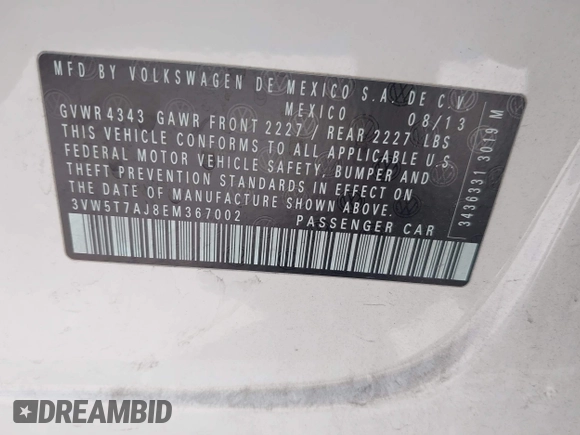 MFD BY VOLKSWAGEN DE MEXICO S.A. DE C.V.
MEXICO 08/13
GVWR 4343 GAWR FRONT 2227 / REAR 2227 LBS
THIS VEHICLE CONFORMS TO ALL APPLICABLE U.S.
FEDERAL MOTOR VEHICLE SAFETY, BUMPER AND
THEFT PREVENTION STANDARDS IN EFFECT ON
THE DATE OF MANUFACTURE SHOWN ABOVE.
3VW5T7AJ8EM367002 PASSENGER CAR
3436331 3019 M
DREAMBID